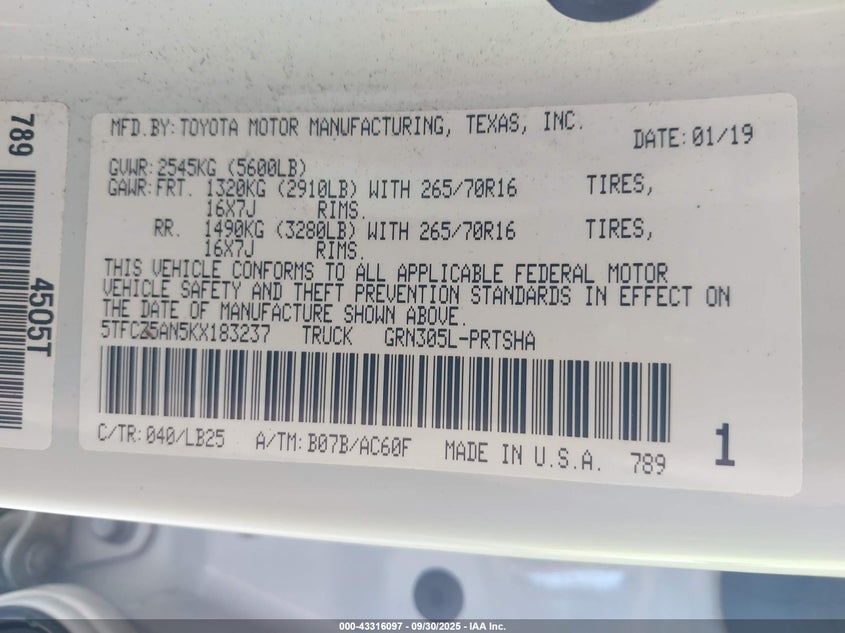 789
4505T
MFD.BY:TOYOTA MOTOR MANUFACTURING, TEXAS, INC.
DATE:01/19
GVWR:2545KG (5600LB)
GAWR:FRT. 1320KG (2910LB) WITH 265/70R16 TIRES,
16X7J RIMS.
RR. 1490KG (3280LB) WITH 265/70R16 TIRES,
16X7J RIMS.
THIS VEHICLE CONFORMS TO ALL APPLICABLE FEDERAL MOTOR
VEHICLE SAFETY AND THEFT PREVENTION STANDARDS IN EFFECT ON
THE DATE OF MANUFACTURE SHOWN ABOVE.
5TFCZ5AN5KX183237 TRUCK GRN305L-PRTSHA
C/TR:040/LB25 A/TM:B07B/AC60F MADE IN U.S.A. 789
1
000-43316097 - 09/30/2025 - IAA Inc.